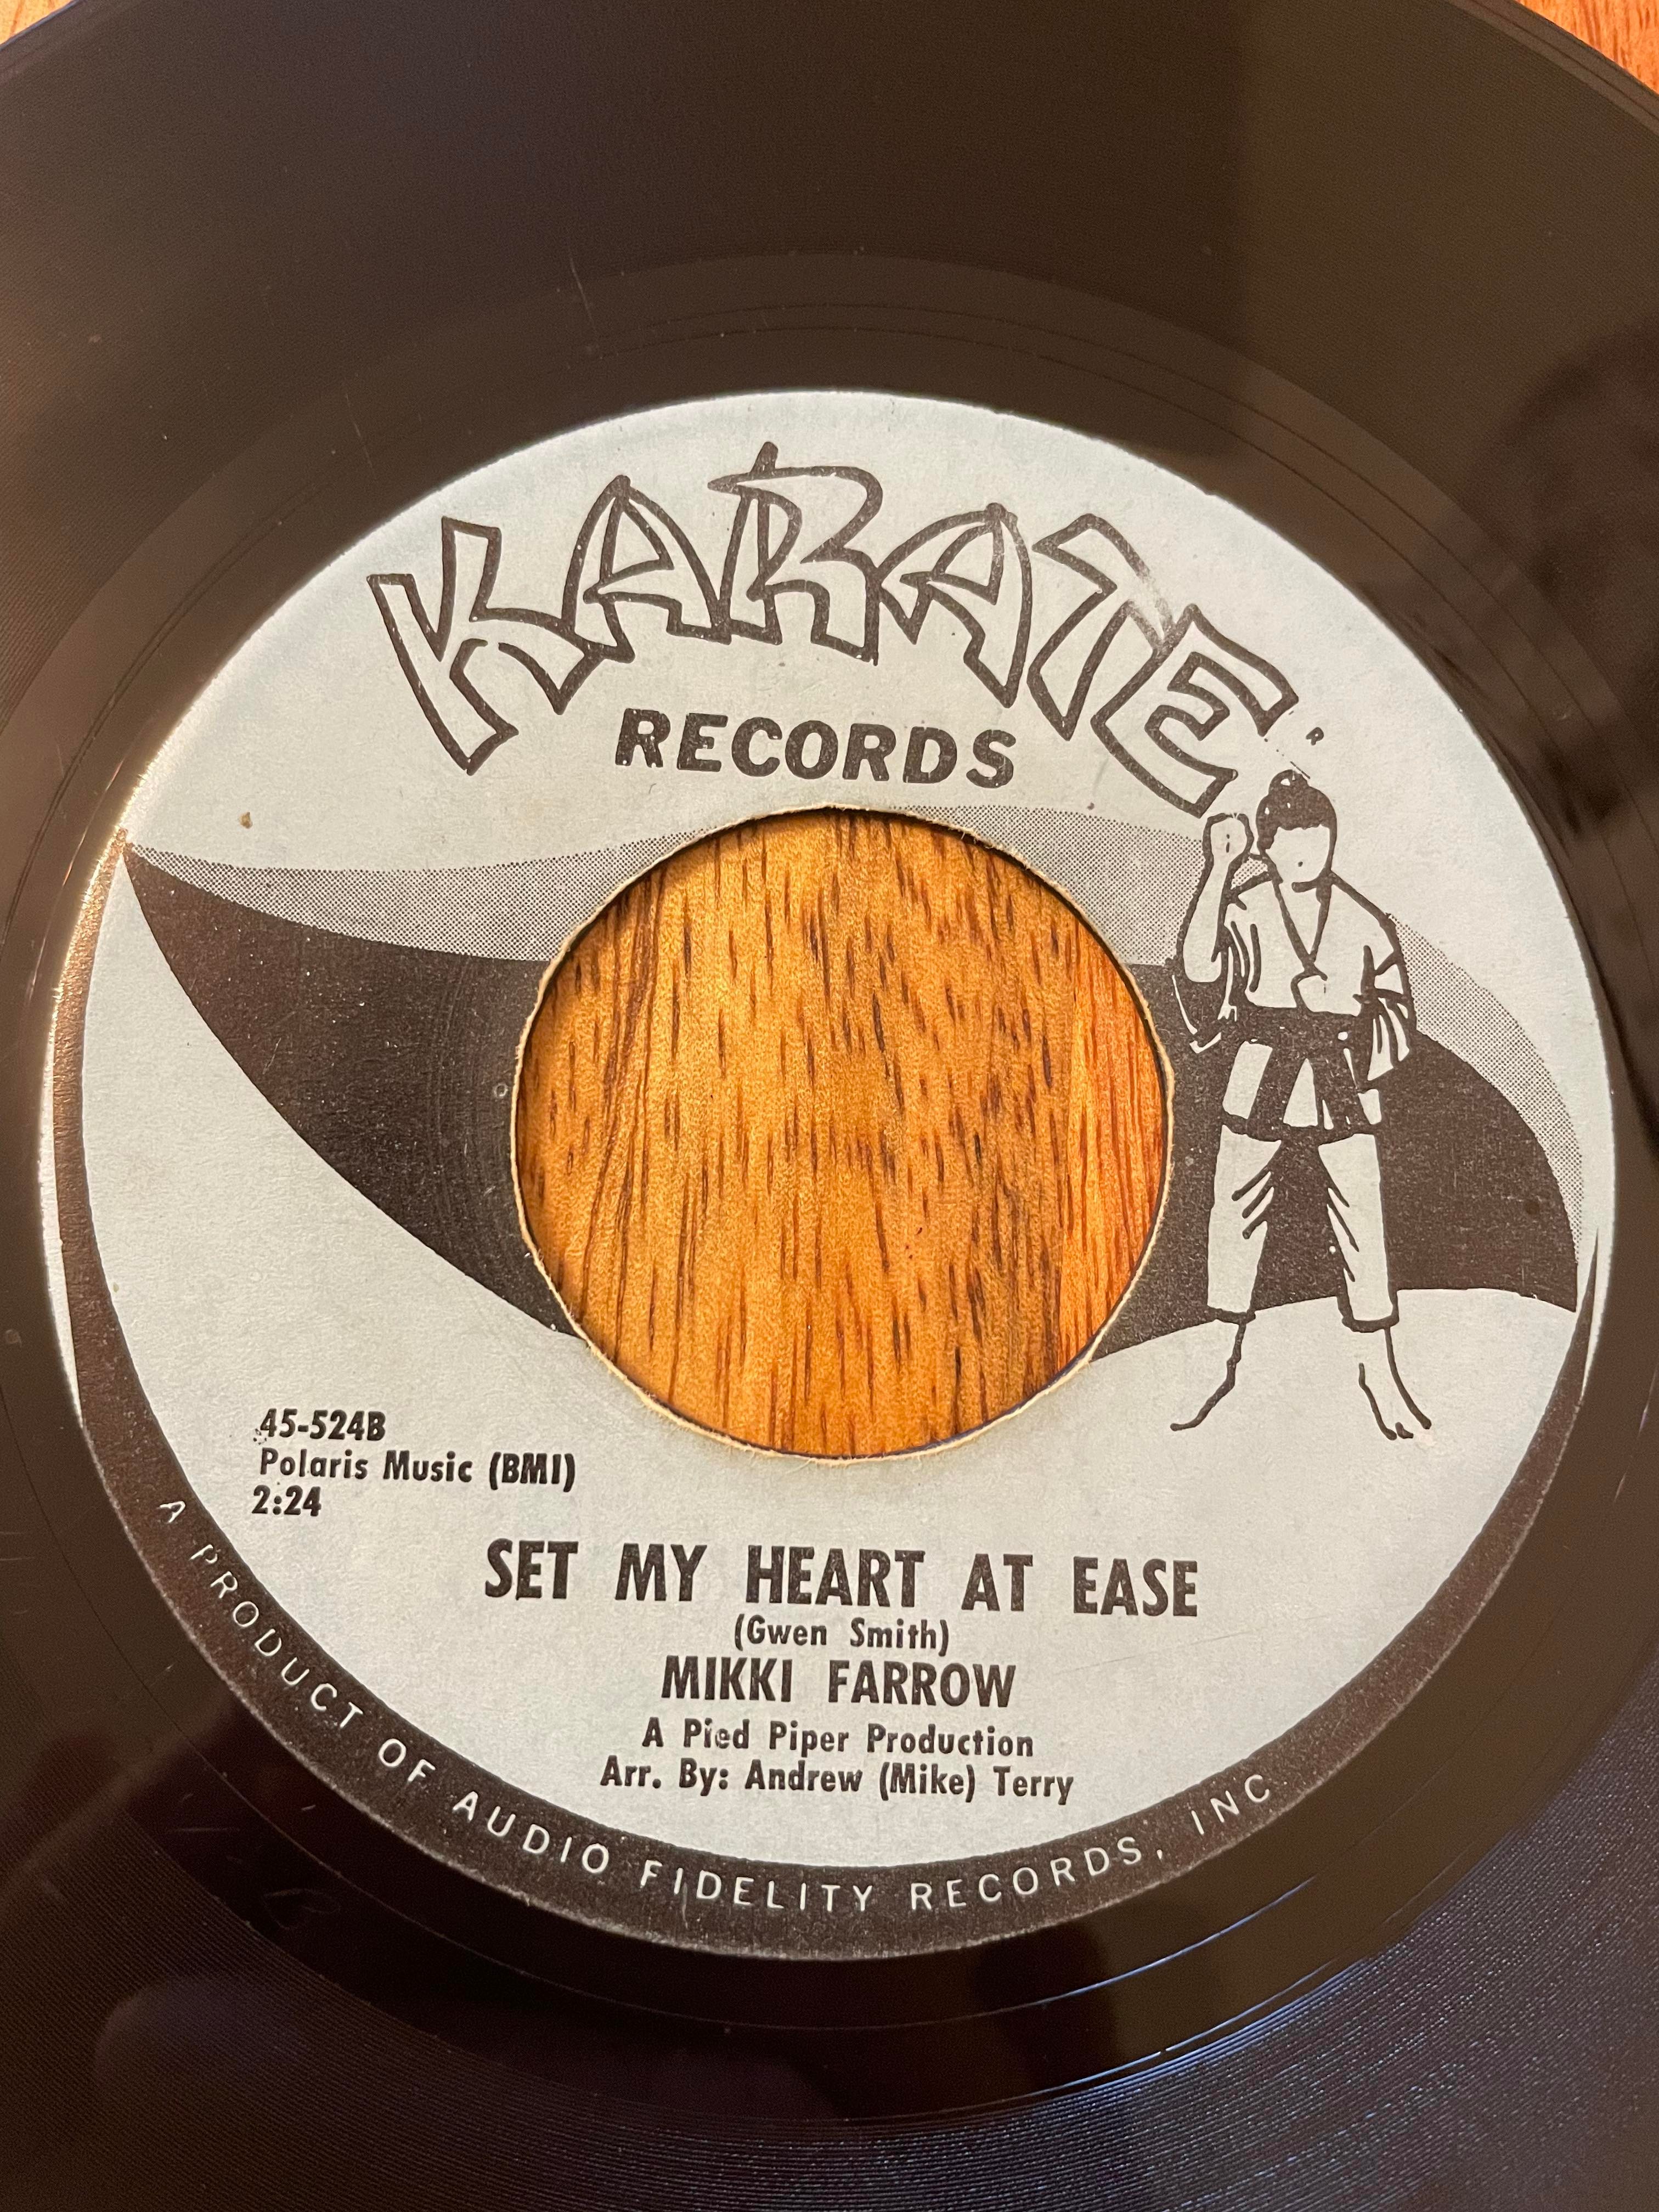 KARATE
RECORDS
45-524B
Polaris Music (BMI)
2:24
SET MY HEART AT EASE
(Gwen Smith)
MIKKI FARROW
A Pied Piper Production
Arr. By: Andrew (Mike) Terry
A PRODUCT OF AUDIO FIDELITY RECORDS, INC